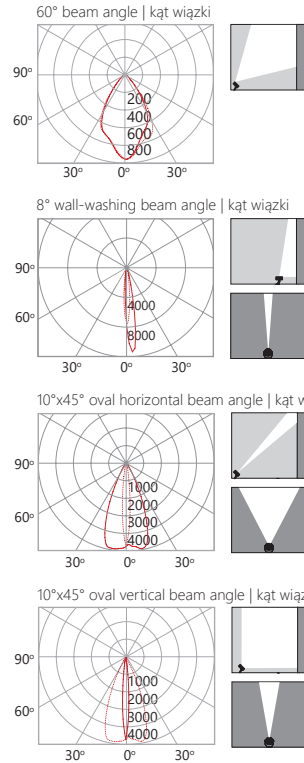 60° beam angle | kąt wiązki
90°
200
400
60°
600
800
30° 0° 30°
8° wall-washing beam angle | kąt wiązki
90°
4000
60°
8000
30° 0° 30°
10°x45° oval horizontal beam angle | kąt w
90°
1000
2000
60°
3000
4000
30° 0° 30°
10°x45° oval vertical beam angle | kąt wiąz
90°
1000
2000
60°
3000
4000
30° 0° 30°